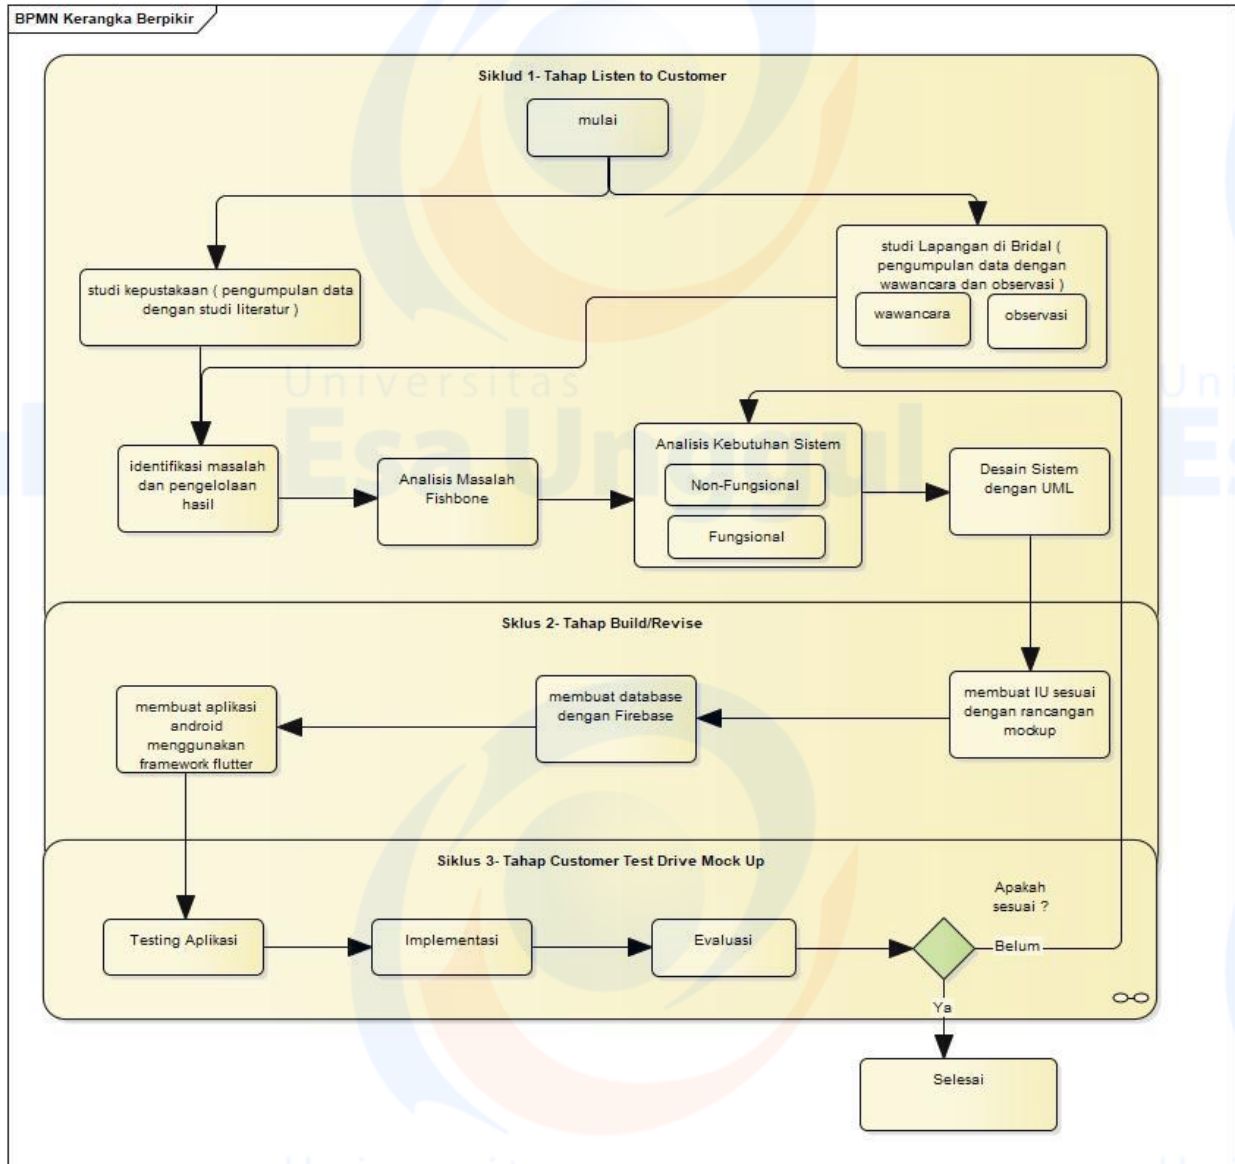 BPMN Kerangka Berpikir
Siklud 1- Tahap Listen to Customer
mulai
studi kepustakaan ( pengumpulan data
dengan studi literatur )
studi Lapangan di Bridal (
pengumpulan data dengan
wawancara dan observasi )
wawancara
observasi
Universitas
Esa Unggul
identifikasi masalah
dan pengelolaan
hasil
Analisis Masalah
Fishbone
Analisis Kebutuhan Sistem
Non-Fungsional
Fungsional
Desain Sistem
dengan UML
Sklus 2- Tahap Build/Revise
membuat aplikasi
android
menggunakan
framework flutter
membuat database
dengan Firebase
membuat IU sesuai
dengan rancangan
mockup
Siklus 3- Tahap Customer Test Drive Mock Up
Testing Aplikasi
Implementasi
Evaluasi
Apakah
sesuai ?
Belum
Ya
Selesai